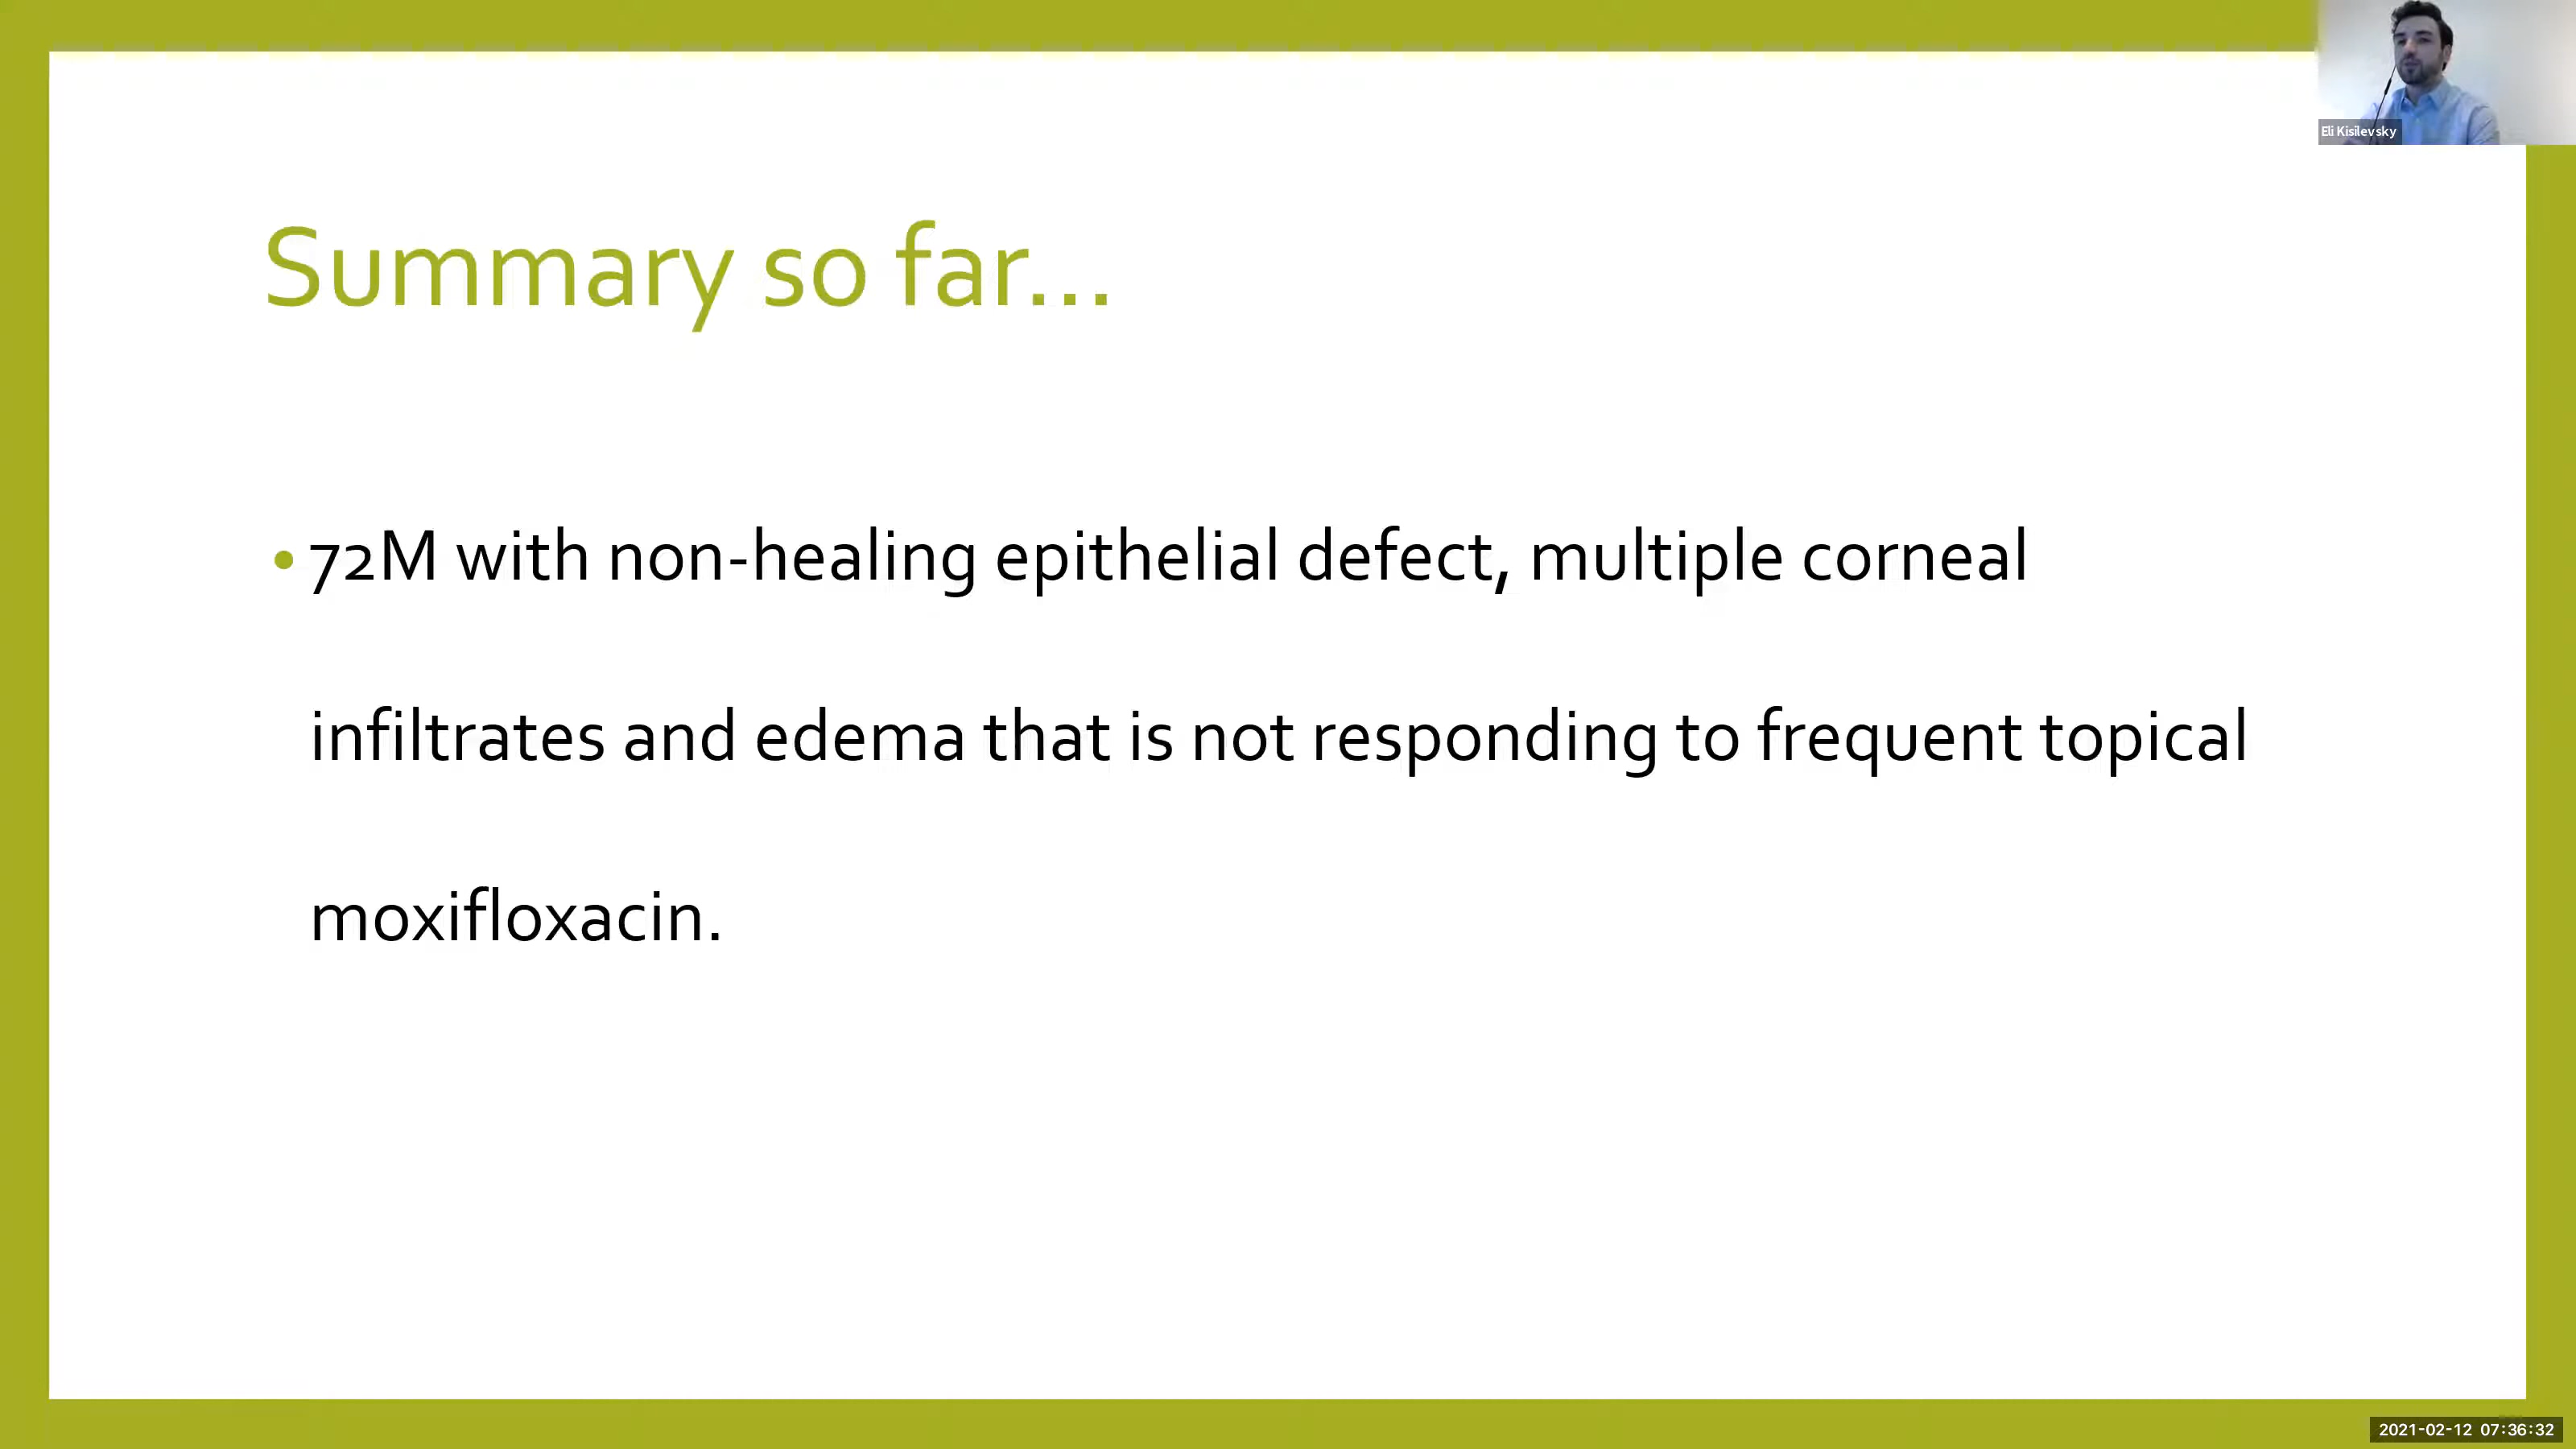 Eli Kisilevsky
Summary so far...
• 72M with non-healing epithelial defect, multiple corneal
infiltrates and edema that is not responding to frequent topical
moxifloxacin.
2021-02-12 07:36:32